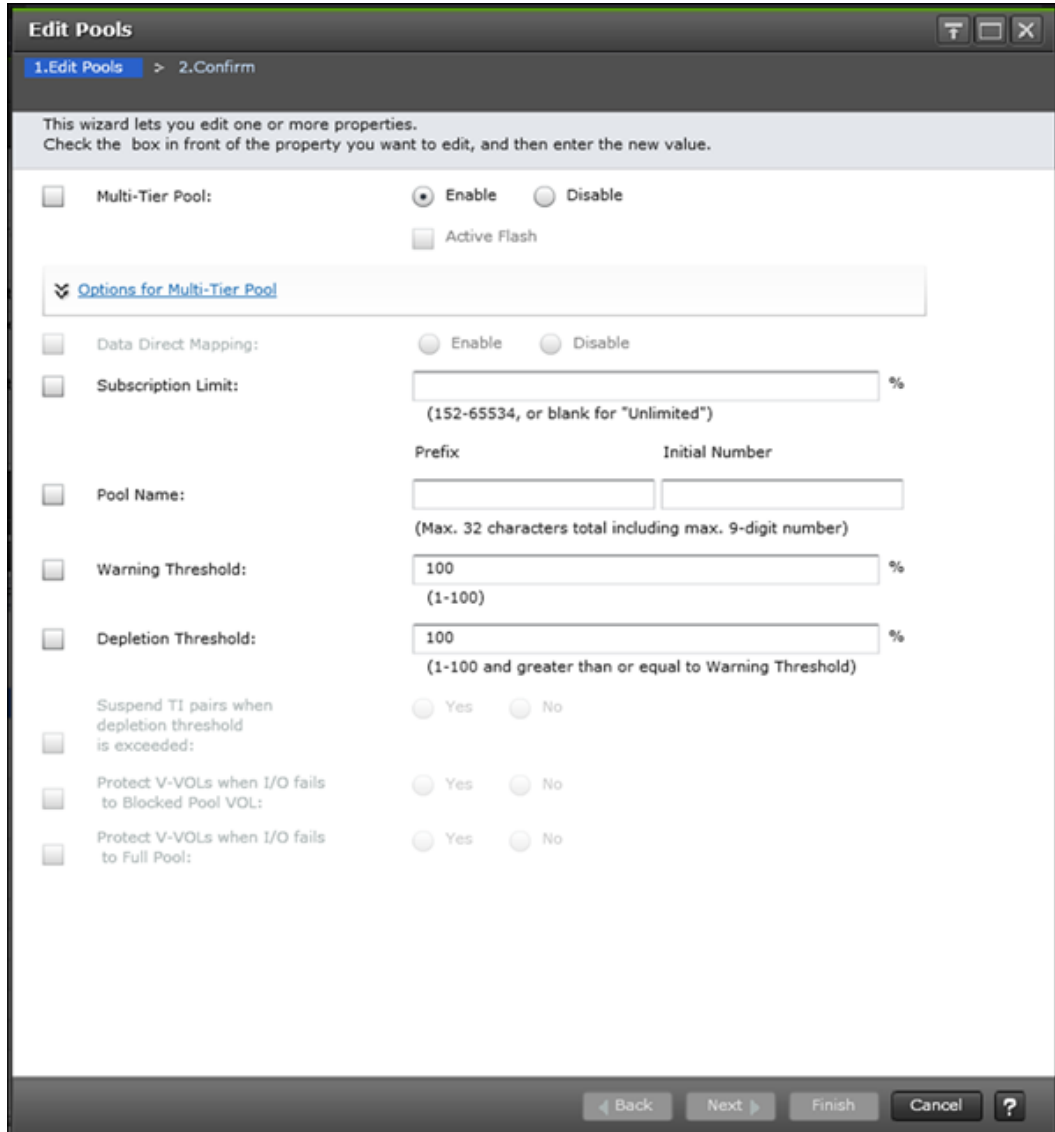 Edit Pools
1.Edit Pools > 2.Confirm
This wizard lets you edit one or more properties.
Check the box in front of the property you want to edit, and then enter the new value.
Multi-Tier Pool: Enable Disable
Active Flash
Options for Multi-Tier Pool
Data Direct Mapping: Enable Disable
Subscription Limit: %
(152-65534, or blank for "Unlimited")
Prefix Initial Number
Pool Name:
(Max. 32 characters total including max. 9-digit number)
Warning Threshold: 100 %
(1-100)
Depletion Threshold: 100 %
(1-100 and greater than or equal to Warning Threshold)
Suspend TI pairs when Yes No
depletion threshold
is exceeded:
Protect V-VOLs when I/O fails Yes No
to Blocked Pool VOL:
Protect V-VOLs when I/O fails Yes No
to Full Pool:
Back Next Finish Cancel ?